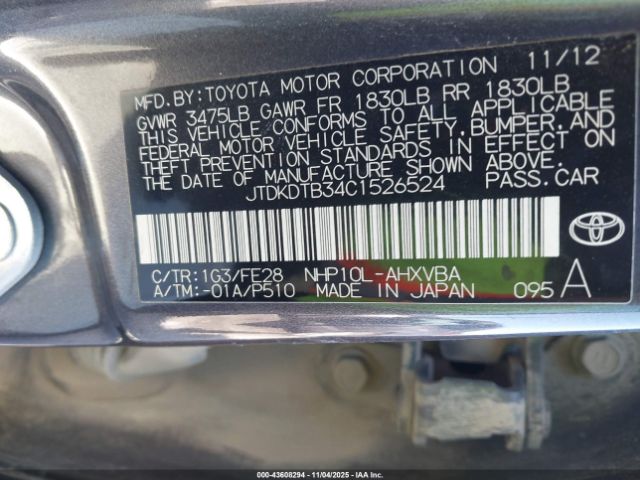 MFD. BY: TOYOTA MOTOR CORPORATION 11/12
GVWR 3475LB GAWR FR 1830LB RR 1830LB
THIS VEHICLE CONFORMS TO ALL APPLICABLE
FEDERAL MOTOR VEHICLE SAFETY, BUMPER, AND
THEFT PREVENTION STANDARDS IN EFFECT ON
THE DATE OF MANUFACTURE SHOWN ABOVE.
JTDKDTB34C1526524 PASS. CAR
C/TR: 1G3/FE28 NHP10L-AHXVBA
A/TM: -01A/P510 MADE IN JAPAN 095 A
000-43608294 - 11/04/2025 - IAA Inc. Copyright